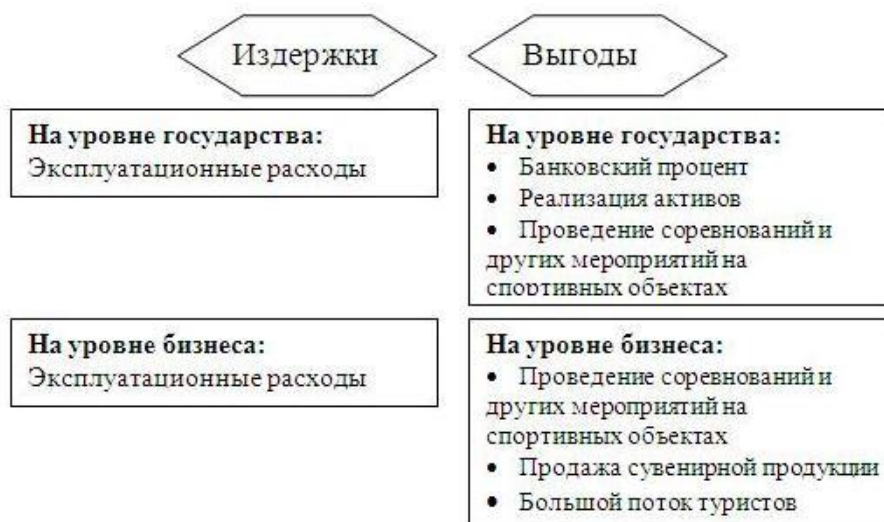 Издержки
Выгоды
На уровне государства:
Эксплуатационные расходы
На уровне государства:
• Банковский процент
• Реализация активов
• Проведение соревнований и
других мероприятий на
спортивных объектах
На уровне бизнеса:
Эксплуатационные расходы
На уровне бизнеса:
• Проведение соревнований и
других мероприятий на
спортивных объектах
• Продажа сувенирной продукции
• Большой поток туристов